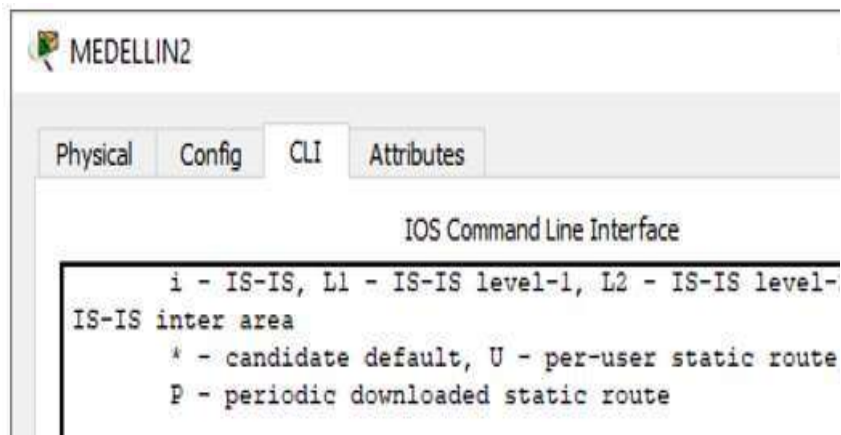 MEDELLIN2
Physical Config CLI Attributes
IOS Command Line Interface
i - IS-IS, L1 - IS-IS level-1, L2 - IS-IS
IS-IS inter area
* - candidate default, U - per-user static route
P - periodic downloaded static route